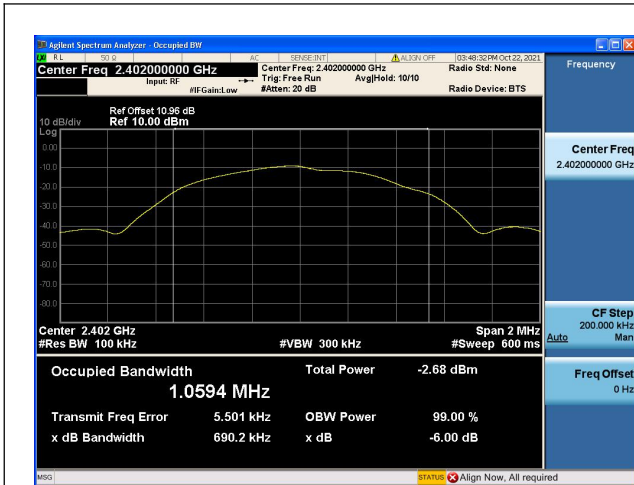 Agilent Spectrum Analyzer - Occupied BW
RL 50 Ω AC SENSE:INT ALIGN OFF 03:48:32PM Oct 22, 2021
Center Freq 2.402000000 GHz
Input: RF
#IFGain:Low
Center Freq: 2.402000000 GHz
Trig: Free Run Avg|Hold: 10/10
#Atten: 20 dB
Radio Std: None
Radio Device: BTS
Ref Offset 10.96 dB
10 dB/div Ref 10.00 dBm
Log
0.00
-10.0
-20.0
-30.0
-40.0
-50.0
-60.0
-70.0
-80.0
Center 2.402 GHz Span 2 MHz
#Res BW 100 kHz #VBW 300 kHz #Sweep 600 ms
Occupied Bandwidth Total Power -2.68 dBm
1.0594 MHz
Transmit Freq Error 5.501 kHz OBW Power 99.00 %
x dB Bandwidth 690.2 kHz x dB -6.00 dB
MSG STATUS Align Now, All required
Frequency
Center Freq
2.402000000 GHz
CF Step
200.000 kHz
Auto Man
Freq Offset
0 Hz